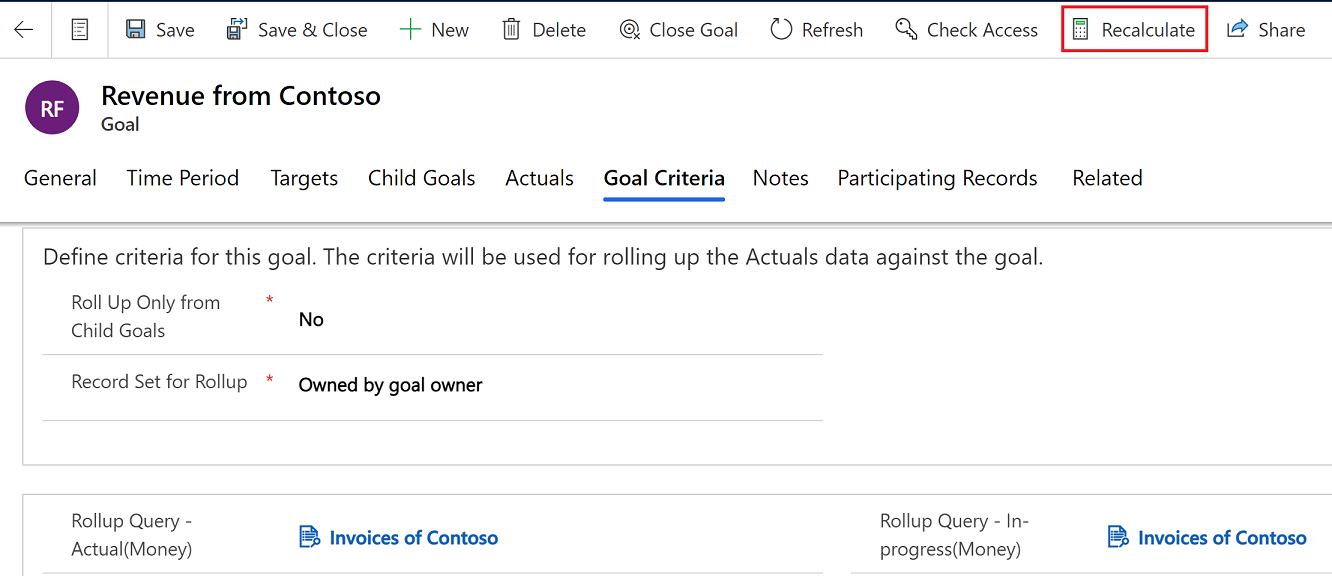 Save Save & Close New Delete Close Goal Refresh Check Access Recalculate Share
RF
Revenue from Contoso
Goal
General Time Period Targets Child Goals Actuals Goal Criteria Notes Participating Records Related
Define criteria for this goal. The criteria will be used for rolling up the Actuals data against the goal.
Roll Up Only from
Child Goals
*
No
Record Set for Rollup * Owned by goal owner
Rollup Query -
Actual(Money)
Invoices of Contoso
Rollup Query - In-
progress(Money)
Invoices of Contoso